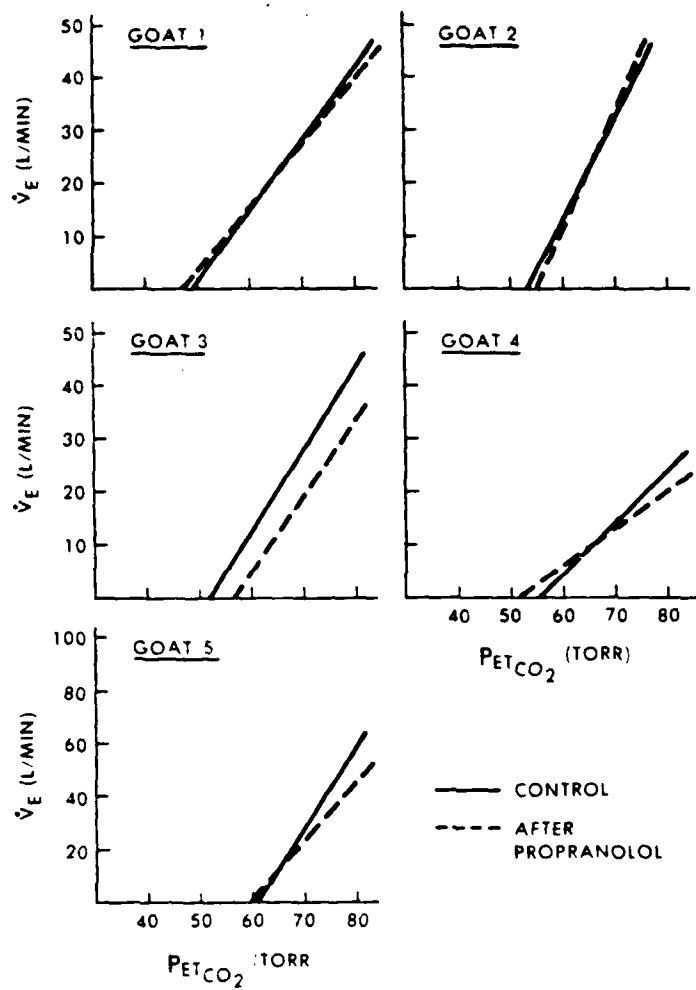 GOAT 1
50
40
30
20
10
V̇E (L/MIN)
GOAT 2
GOAT 3
50
40
30
20
10
V̇E (L/MIN)
GOAT 4
40 50 60 70 80
PETCO2 (TORR)
GOAT 5
100
80
60
40
20
V̇E (L/MIN)
40 50 60 70 80
PETCO2 :TORR
CONTROL
AFTER
PROPRANOLOL